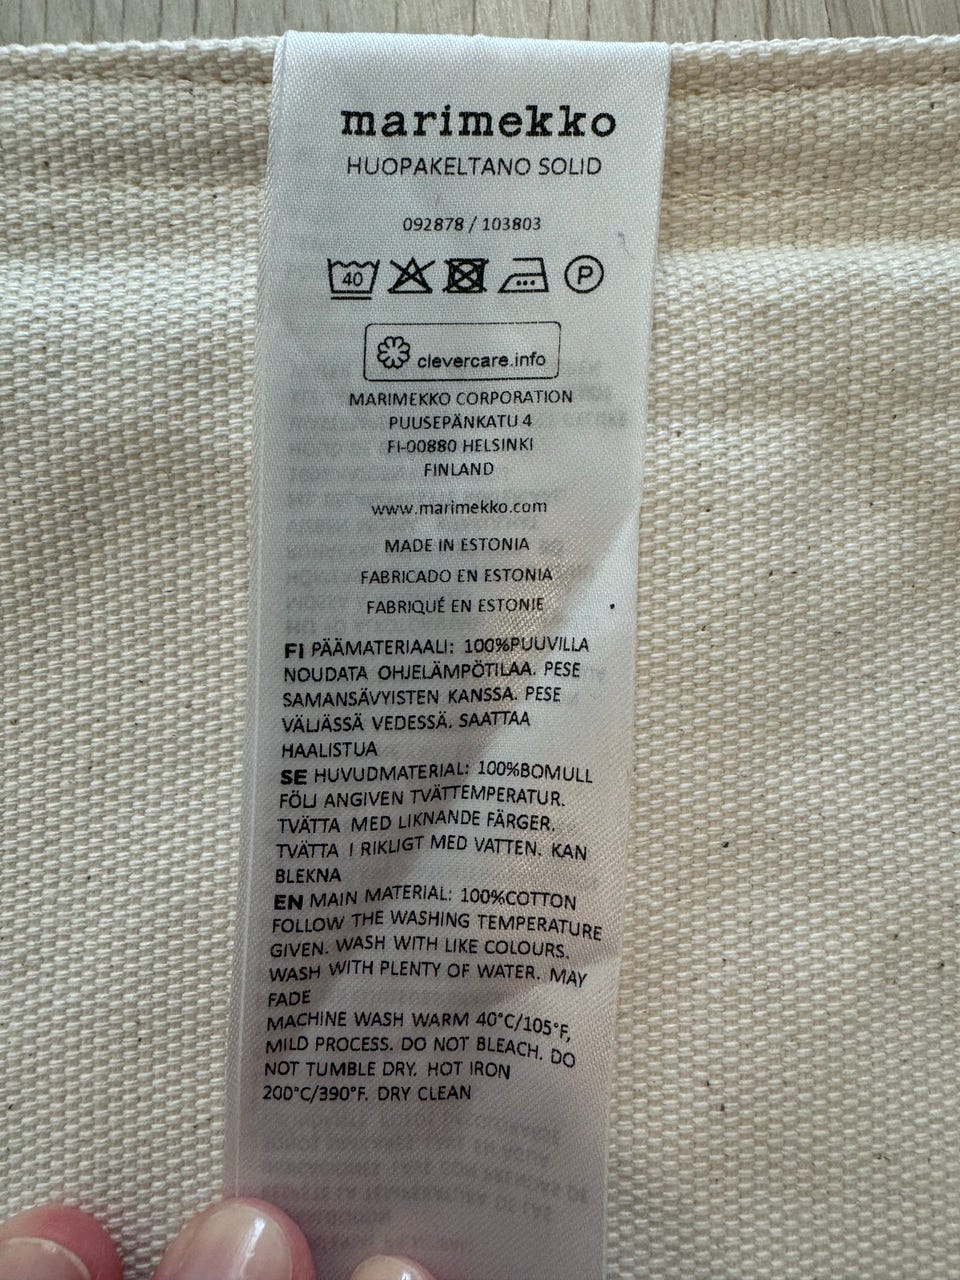 marimekko
HUOPAKELTANO SOLID
092878 / 103803
40 P
clevercare.info
MARIMEKKO CORPORATION
PUUSEPÄNKATU 4
FI-00880 HELSINKI
FINLAND
www.marimekko.com
MADE IN ESTONIA
FABRICADO EN ESTONIA
FABRIQUÉ EN ESTONIE
FI PÄÄMATERIAALI: 100%PUUVILLA
NOUDATA OHJELÄMPÖTILAA. PESE
SAMANSÄVYISTEN KANSSA. PESE
VÄLJÄSSÄ VEDESSÄ. SAATTAA
HAALISTUA
SE HUVUDMATERIAL: 100%BOMULL
FÖLJ ANGIVEN TVÄTTEMPERATUR.
TVÄTTA MED LIKNANDE FÄRGER.
TVÄTTA I RIKLIGT MED VATTEN. KAN
BLEKNA
EN MAIN MATERIAL: 100%COTTON
FOLLOW THE WASHING TEMPERATURE
GIVEN. WASH WITH LIKE COLOURS.
WASH WITH PLENTY OF WATER. MAY
FADE
MACHINE WASH WARM 40°C/105°F,
MILD PROCESS. DO NOT BLEACH. DO
NOT TUMBLE DRY. HOT IRON
200°C/390°F. DRY CLEAN